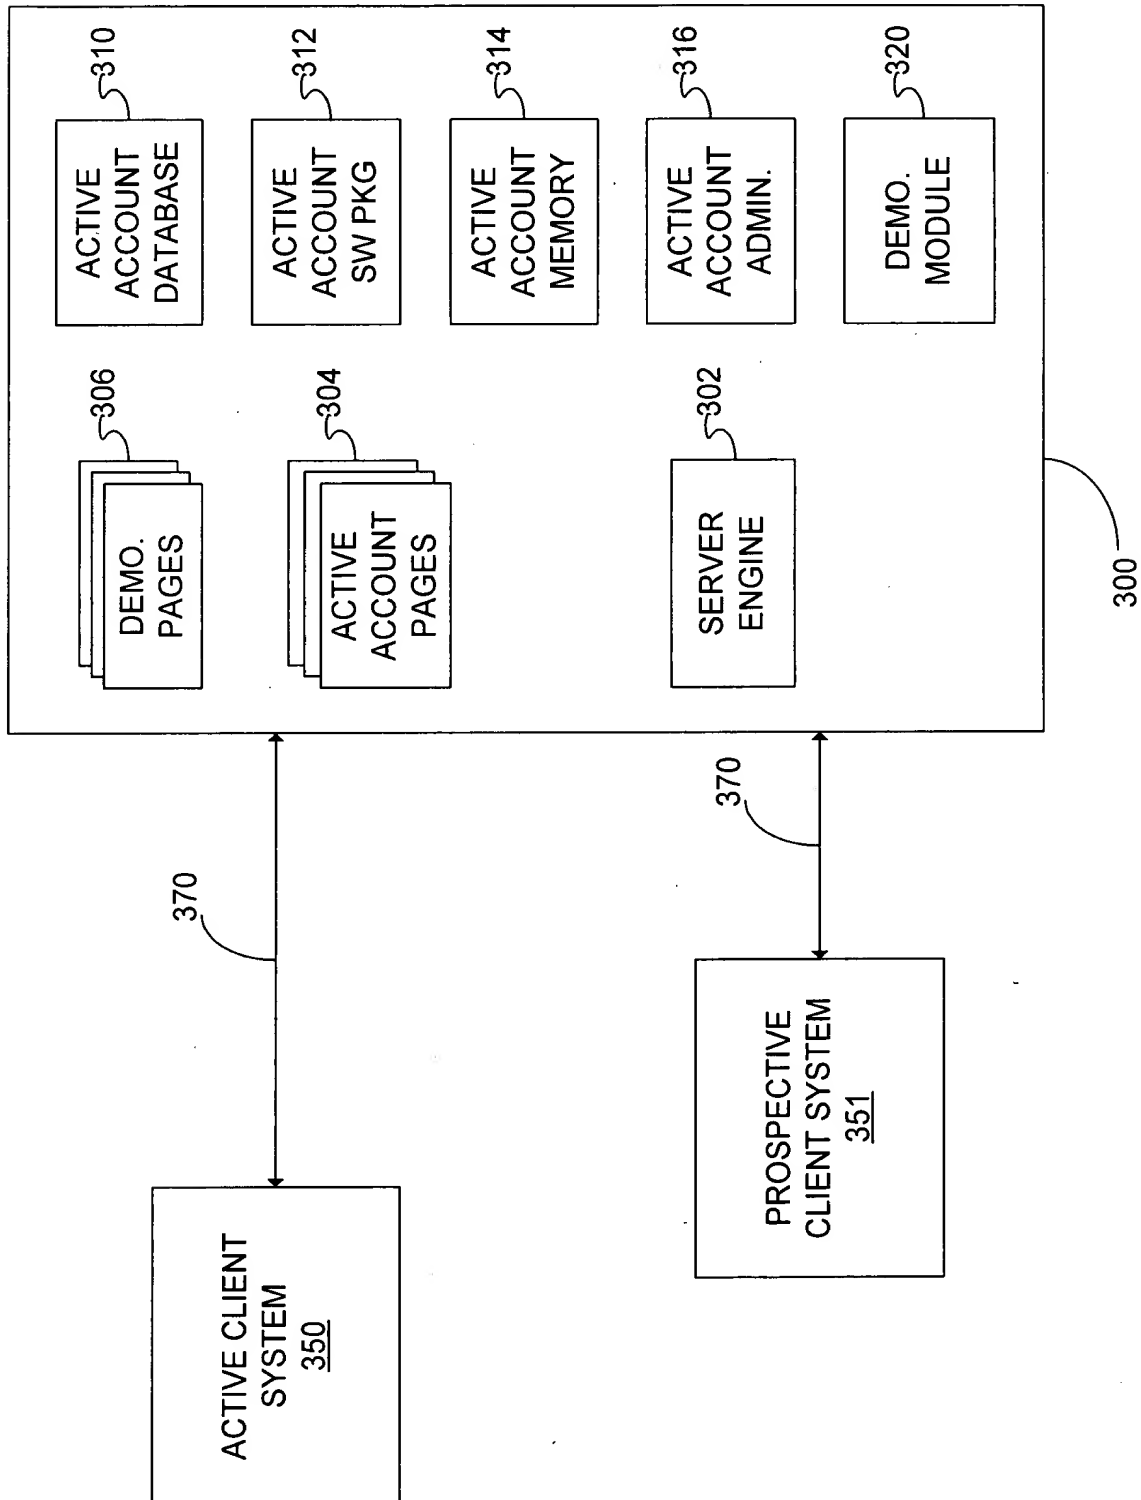 ACTIVE
ACCOUNT
DATABASE
310
ACTIVE
ACCOUNT
SW PKG
312
ACTIVE
ACCOUNT
MEMORY
314
ACTIVE
ACCOUNT
ADMIN.
316
DEMO.
MODULE
320
DEMO.
PAGES
306
ACTIVE
ACCOUNT
PAGES
304
SERVER
ENGINE
302
300
370
370
ACTIVE CLIENT
SYSTEM
350
PROSPECTIVE
CLIENT SYSTEM
351